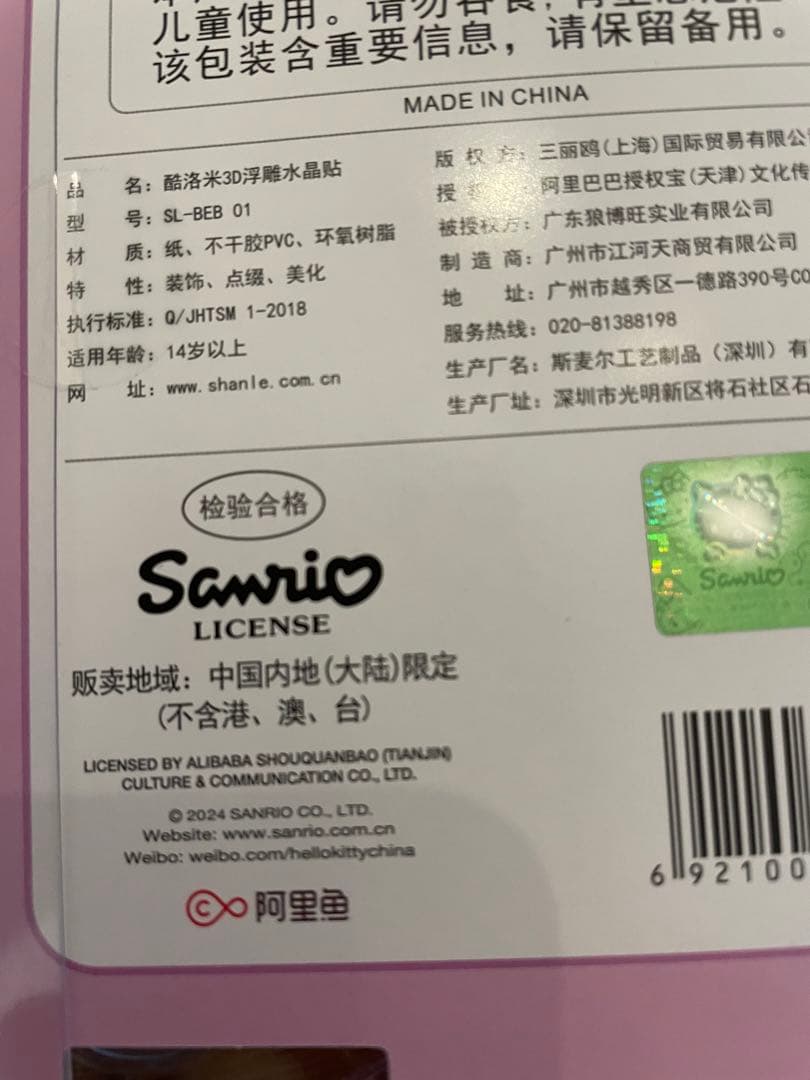 儿童使用。请勿吞食，
该包装含重要信息，请保留备用。
MADE IN CHINA
品 名：酷洛米3D浮雕水晶贴
型 号：SL-BEB 01
材 质：纸、不干胶PVC、环氧树脂
特 性：装饰、点缀、美化
执行标准：Q/JHTSM 1-2018
适用年龄：14岁以上
网 址：www.shanle.com.cn
版 权 方：三丽鸥(上海)国际贸易有限公
授 方：阿里巴巴授权宝(天津)文化传
被授权方：广东狼博旺实业有限公司
制 造 商：广州市江河天商贸有限公司
地 址：广州市越秀区一德路390号CO
服务热线：020-81388198
生产厂名：斯麦尔工艺制品（深圳）有
生产厂址：深圳市光明新区将石社区石
检验合格
Sanrio
LICENSE
贩卖地域：中国内地(大陆)限定
(不含港、澳、台)
LICENSED BY ALIBABA SHOUQUANBAO (TIANJIN)
CULTURE & COMMUNICATION CO., LTD.
© 2024 SANRIO CO., LTD.
Website: www.sanrio.com.cn
Weibo: weibo.com/hellokittychina
阿里鱼
Sanrio
6 92100